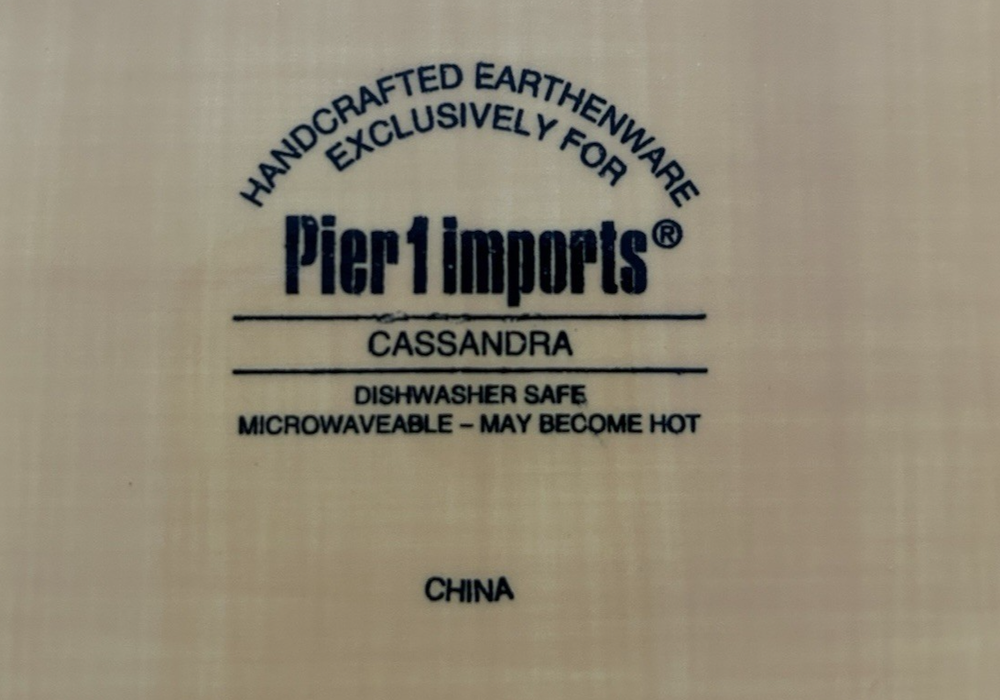 HANDCRAFTED EARTHENWARE
EXCLUSIVELY FOR
Pier 1 imports®
CASSANDRA
DISHWASHER SAFE
MICROWAVEABLE – MAY BECOME HOT
CHINA